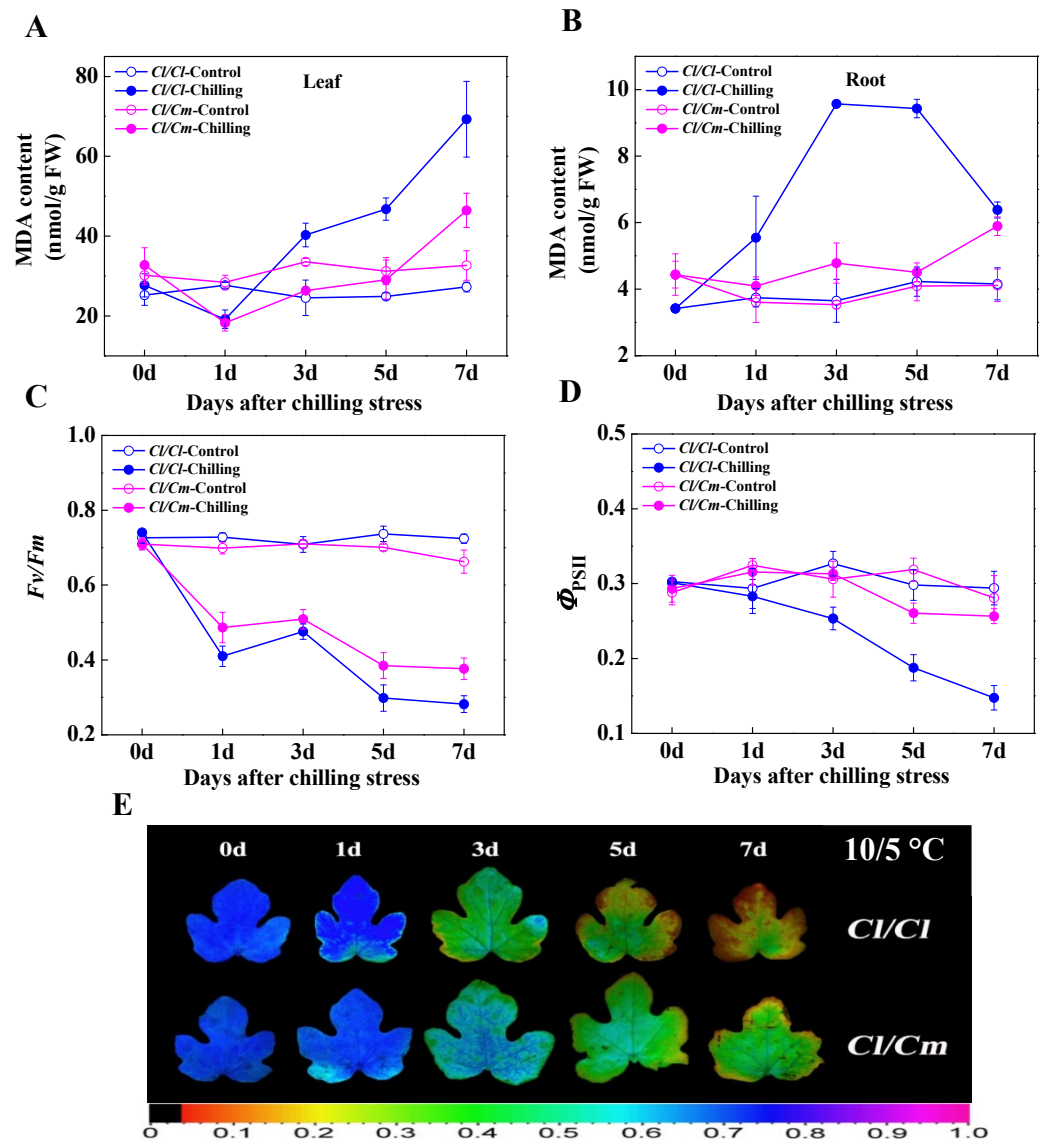 A
Cl/Cl-Control
Cl/Cl-Chilling
Cl/Cm-Control
Cl/Cm-Chilling
Leaf
MDA content
(nmol/g FW)
80
60
40
20
0d 1d 3d 5d 7d
Days after chilling stress
B
Cl/Cl-Control
Cl/Cl-Chilling
Cl/Cm-Control
Cl/Cm-Chilling
Root
MDA content
(nmol/g FW)
10
8
6
4
2
0d 1d 3d 5d 7d
Days after chilling stress
C
Cl/Cl-Control
Cl/Cl-Chilling
Cl/Cm-Control
Cl/Cm-Chilling
Fv/Fm
1.0
0.8
0.6
0.4
0.2
0d 1d 3d 5d 7d
Days after chilling stress
D
Cl/Cl-Control
Cl/Cl-Chilling
Cl/Cm-Control
Cl/Cm-Chilling
ΦPSII
0.5
0.4
0.3
0.2
0.1
0d 1d 3d 5d 7d
Days after chilling stress
E
0d 1d 3d 5d 7d 10/5 °C
Cl/Cl
Cl/Cm
0 0.1 0.2 0.3 0.4 0.5 0.6 0.7 0.8 0.9 1.0